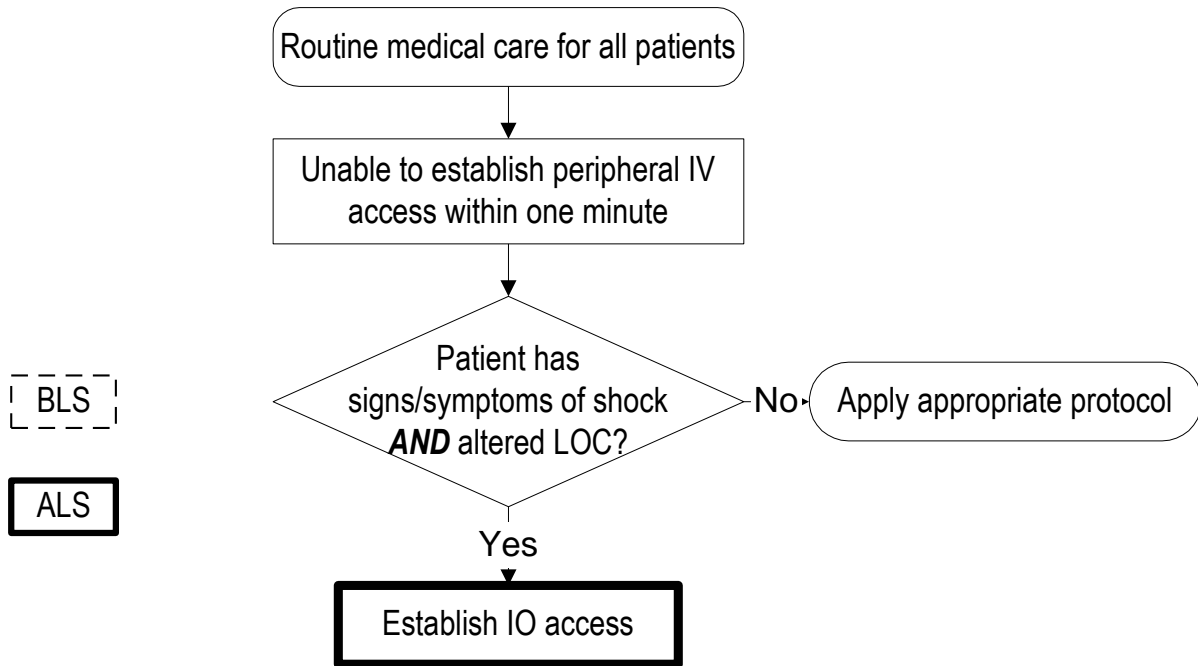 Routine medical care for all patients
Unable to establish peripheral IV
access within one minute
Patient has
signs/symptoms of shock
AND altered LOC?
No
Apply appropriate protocol
BLS
ALS
Yes
Establish IO access